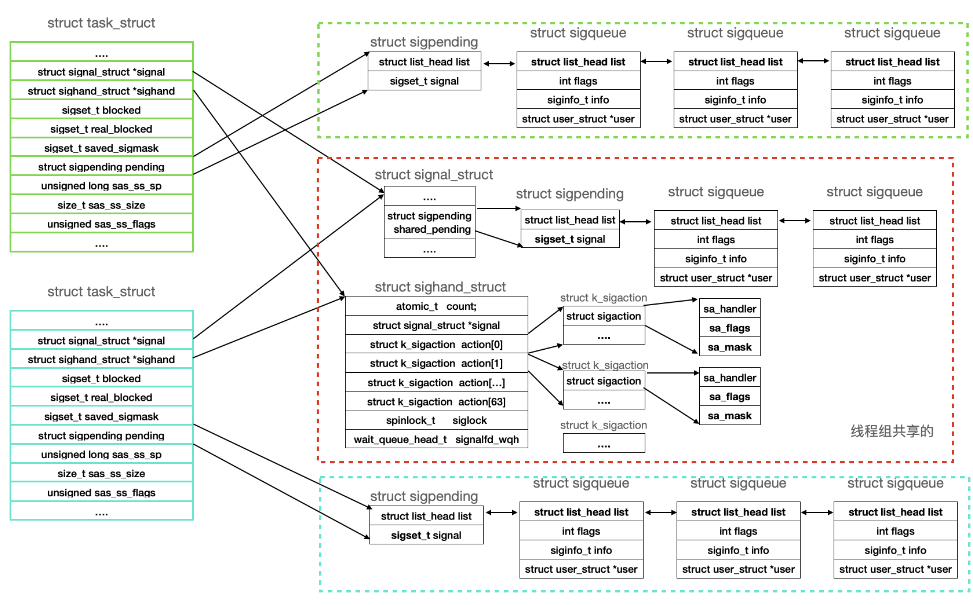 struct task_struct
....
struct signal_struct *signal
struct sighand_struct *sighand
sigset_t blocked
sigset_t real_blocked
sigset_t saved_sigmask
struct sigpending pending
unsigned long sas_ss_sp
size_t sas_ss_size
unsigned sas_ss_flags
....
struct sigpending
struct list_head list
sigset_t signal
struct sigqueue
struct list_head list
int flags
siginfo_t info
struct user_struct *user
struct sigqueue
struct list_head list
int flags
siginfo_t info
struct user_struct *user
struct sigqueue
struct list_head list
int flags
siginfo_t info
struct user_struct *user
struct signal_struct
....
struct sigpending
shared_pending
....
struct sigpending
struct list_head list
sigset_t signal
struct sigqueue
struct list_head list
int flags
siginfo_t info
struct user_struct *user
struct sigqueue
struct list_head list
int flags
siginfo_t info
struct user_struct *user
struct task_struct
....
struct signal_struct *signal
struct sighand_struct *sighand
sigset_t blocked
sigset_t real_blocked
sigset_t saved_sigmask
struct sigpending pending
unsigned long sas_ss_sp
size_t sas_ss_size
unsigned sas_ss_flags
....
struct sighand_struct
atomic_t count;
struct signal_struct *signal
struct k_sigaction action[0]
struct k_sigaction action[1]
struct k_sigaction action[...]
struct k_sigaction action[63]
spinlock_t siglock
wait_queue_head_t signalfd_wqh
struct k_sigaction
struct sigaction
....
sa_handler
sa_flags
sa_mask
struct k_sigaction
struct sigaction
....
sa_handler
sa_flags
sa_mask
struct k_sigaction
....
线程组共享的
struct sigpending
struct list_head list
sigset_t signal
struct sigqueue
struct list_head list
int flags
siginfo_t info
struct user_struct *user
struct sigqueue
struct list_head list
int flags
siginfo_t info
struct user_struct *user
struct sigqueue
struct list_head list
int flags
siginfo_t info
struct user_struct *user